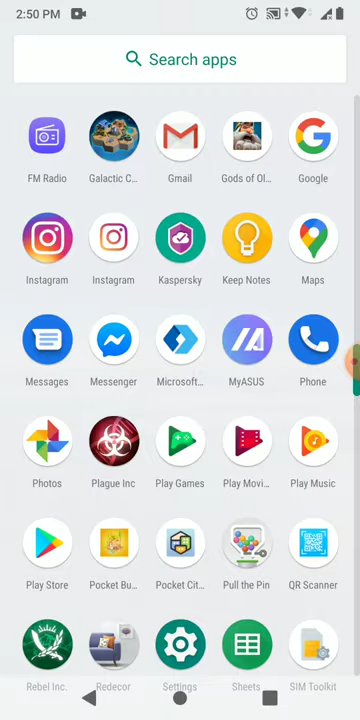 2:50 PM
Search apps
FM Radio Galactic C... Gmail Gods of Ol... Google
Instagram Instagram Kaspersky Keep Notes Maps
Messages Messenger Microsoft... MyASUS Phone
Photos Plague Inc Play Games Play Movi... Play Music
Play Store Pocket Bu... Pocket Cit... Pull the Pin QR Scanner
Rebel Inc. Redecor Settings Sheets SIM Toolkit